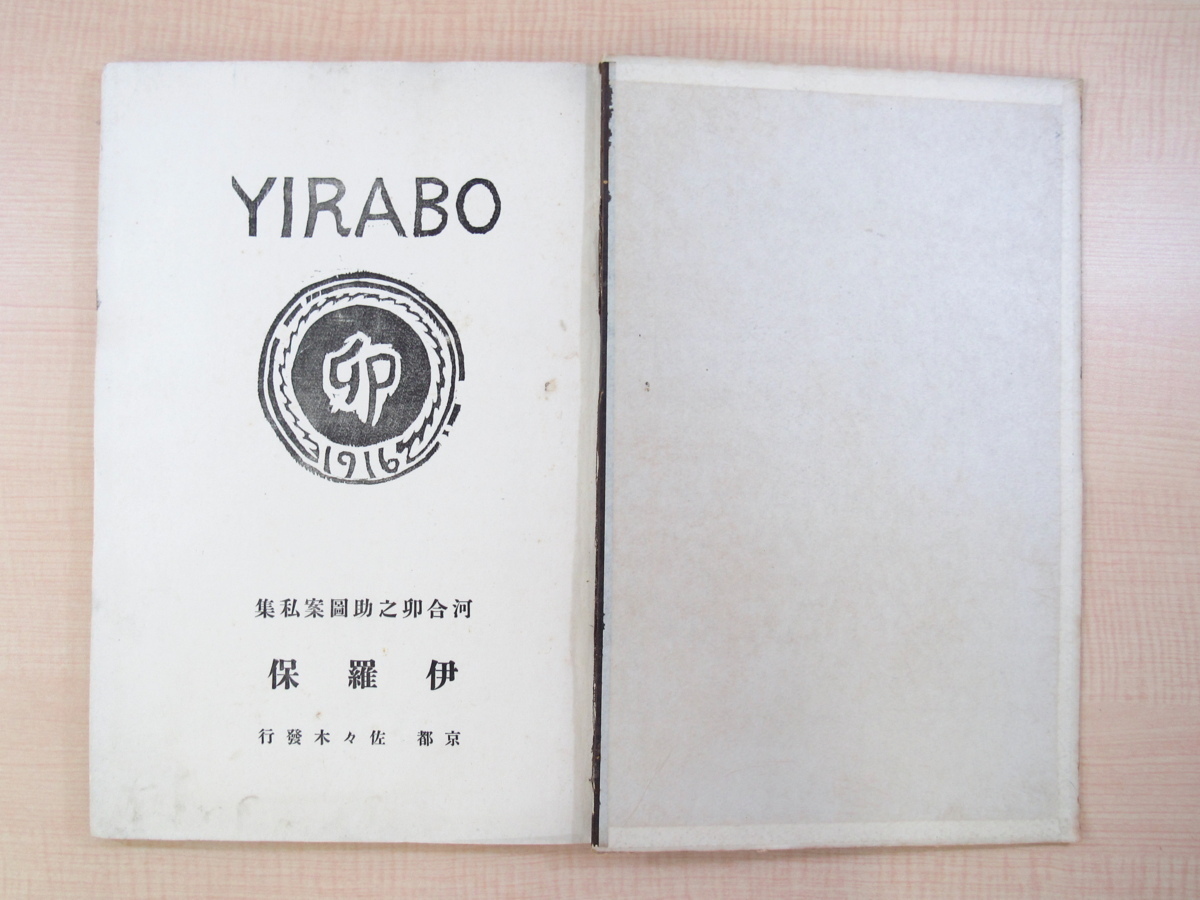 YIRABO
卯
1916
河合卯之助圖案私集
伊羅保
京都 佐々木發行